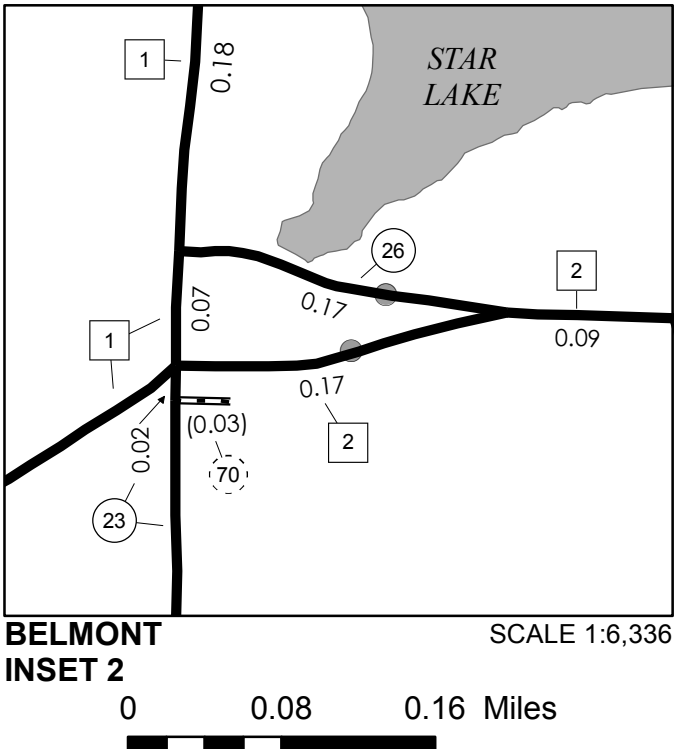 1
0.18
STAR
LAKE
26
2
0.17
0.07
0.09
1
0.17
2
0.02
(0.03)
70
23
BELMONT
INSET 2
SCALE 1:6,336
0 0.08 0.16 Miles